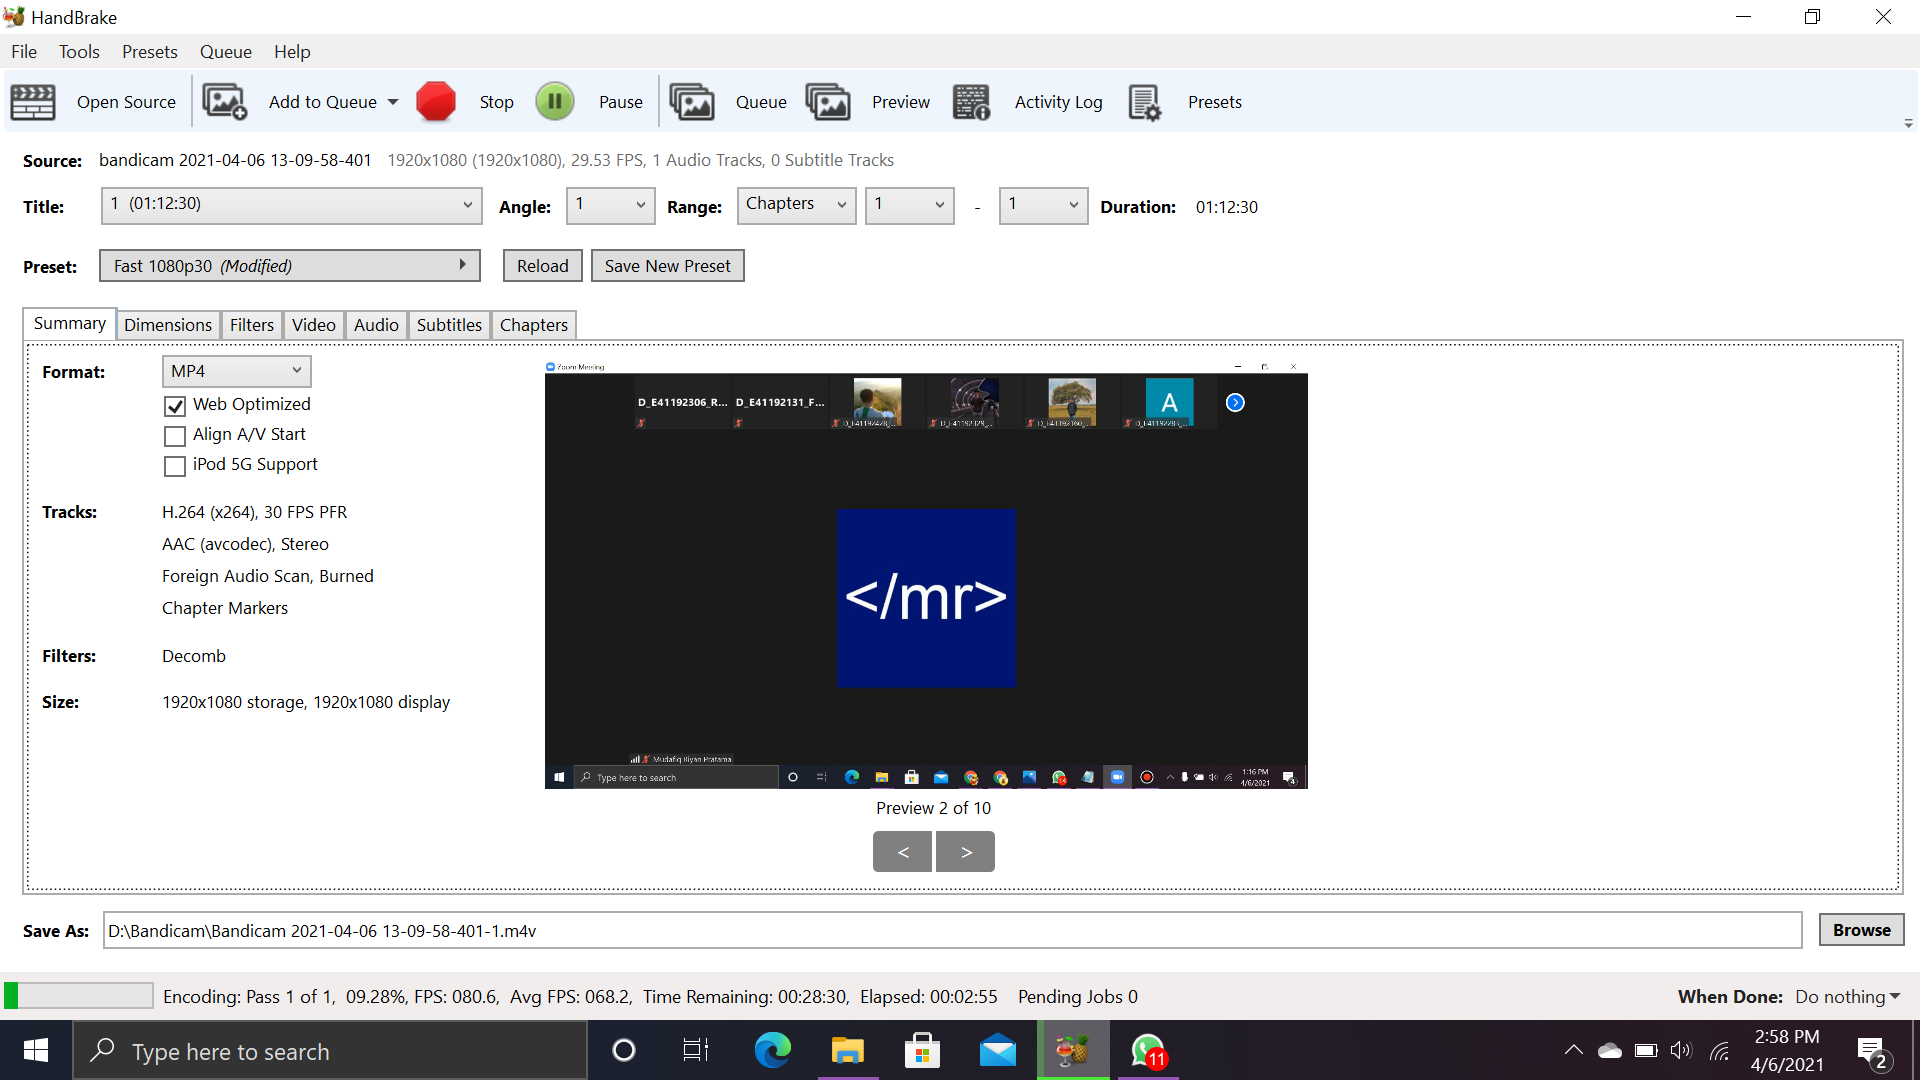 HandBrake
File Tools Presets Queue Help
Open Source Add to Queue Stop Pause Queue Preview Activity Log Presets
Source: bandicam 2021-04-06 13-09-58-401 1920x1080 (1920x1080), 29.53 FPS, 1 Audio Tracks, 0 Subtitle Tracks
Title: 1 (01:12:30) Angle: 1 Range: Chapters 1 - 1 Duration: 01:12:30
Preset: Fast 1080p30 (Modified) Reload Save New Preset
Summary Dimensions Filters Video Audio Subtitles Chapters
Format: MP4
Web Optimized
Align A/V Start
iPod 5G Support
Tracks: H.264 (x264), 30 FPS PFR
AAC (avcodec), Stereo
Foreign Audio Scan, Burned
Chapter Markers
Filters: Decomb
Size: 1920x1080 storage, 1920x1080 display
Zoom Meeting
D_E41192306_R... D_E41192131_F... A
D_E41192428_... D_E41192329_... D_E41192160_...
</mr>
Mudafiq Riyan Pratama
Type here to search
1:16 PM
4/6/2021
4
Preview 2 of 10
< >
Save As: D:\Bandicam\Bandicam 2021-04-06 13-09-58-401-1.m4v Browse
Encoding: Pass 1 of 1, 09.28%, FPS: 080.6, Avg FPS: 068.2, Time Remaining: 00:28:30, Elapsed: 00:02:55 Pending Jobs 0 When Done: Do nothing
Type here to search
11
2:58 PM
4/6/2021
2